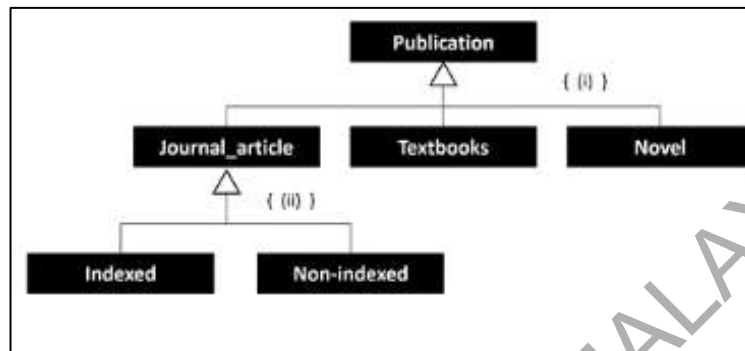 Publication
{ (i) }
Journal_article
Textbooks
Novel
{ (ii) }
Indexed
Non-indexed